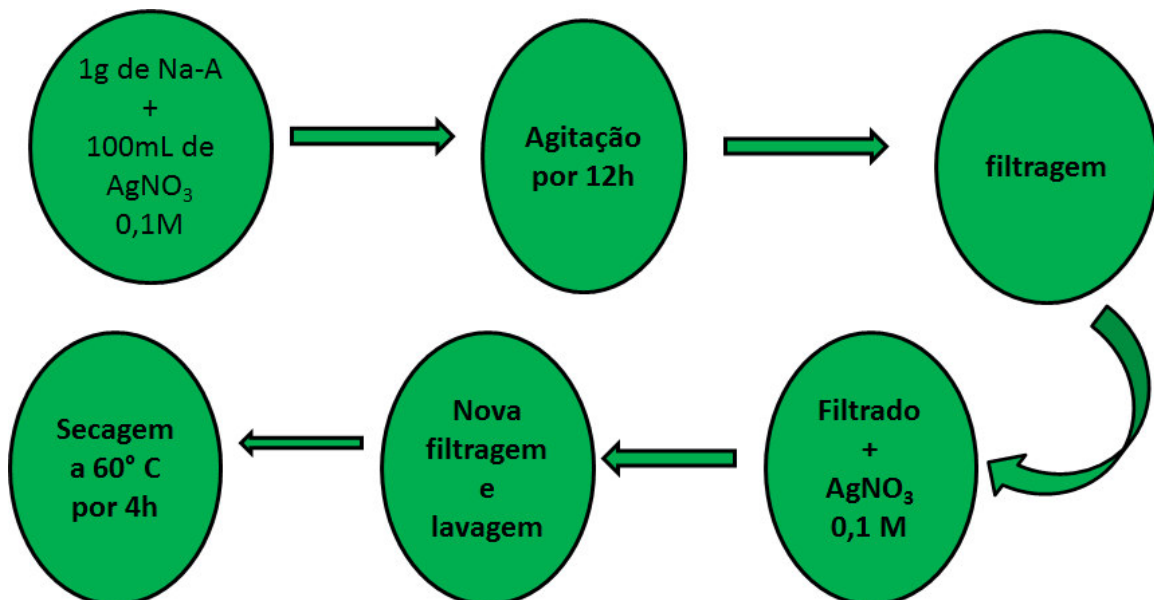 1g de Na-A
+
100mL de
AgNO₃
0,1M
Agitação
por 12h
filtragem
Filtrado
+
AgNO₃
0,1 M
Nova
filtragem
e
lavagem
Secagem
a 60° C
por 4h